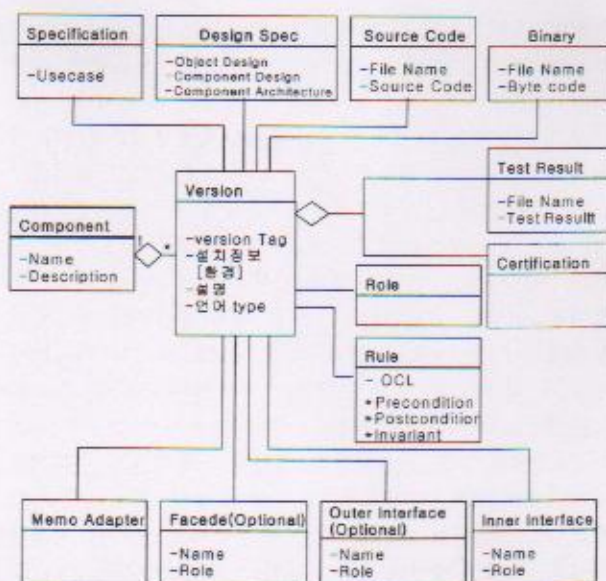 Specification
-Usecase
Design Spec
-Object Design
-Component Design
-Component Architecture
Source Code
-File Name
-Source Code
Binary
-File Name
-Byte code
Version
-version Tag
-설치정보
[환경]
-설명
-언어 type
Component
-Name
-Description
*
Test Result
-File Name
-Test Resultt
Certification
Role
Rule
- OCL
*Precondition
*Postcondition
*Invariant
Memo Adapter
Facede(Optional)
-Name
-Role
Outer Interface
(Optional)
-Name
-Role
Inner Interface
-Name
-Role